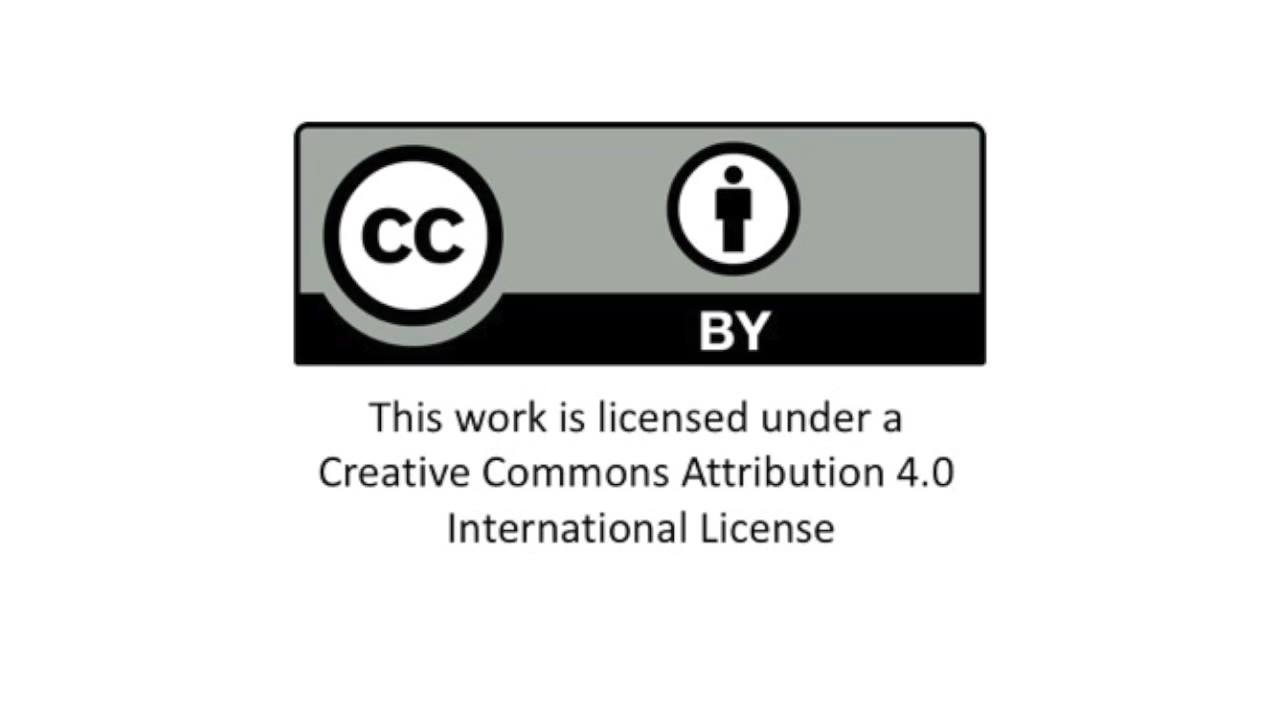 CC
BY
This work is licensed under a
Creative Commons Attribution 4.0
International License